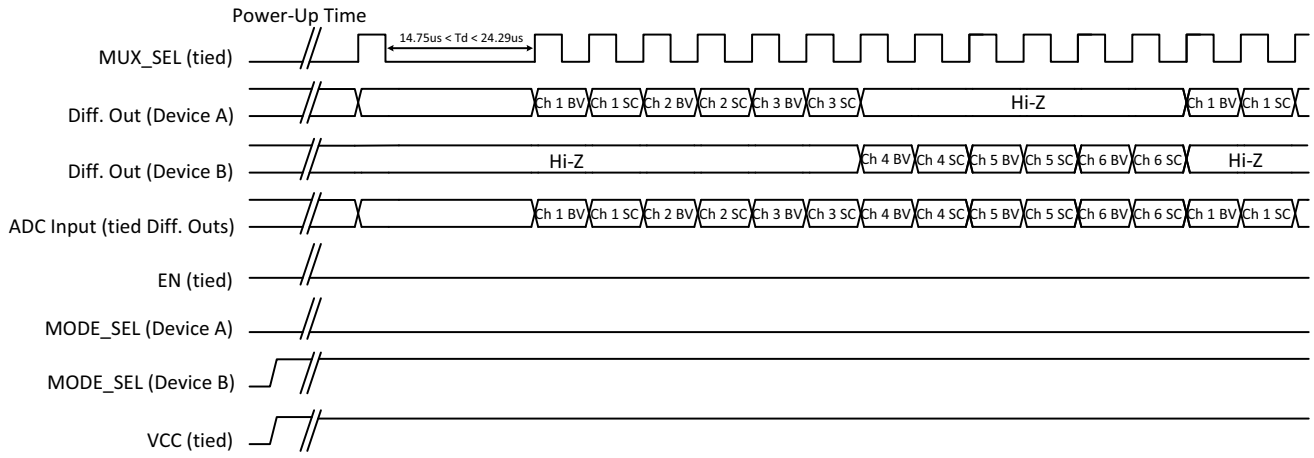 Power-Up Time
MUX_SEL (tied)
14.75us < Td < 24.29us
Diff. Out (Device A)
Ch 1 BV Ch 1 SC Ch 2 BV Ch 2 SC Ch 3 BV Ch 3 SC Hi-Z Ch 1 BV Ch 1 SC
Diff. Out (Device B)
Hi-Z Ch 4 BV Ch 4 SC Ch 5 BV Ch 5 SC Ch 6 BV Ch 6 SC Hi-Z
ADC Input (tied Diff. Outs)
Ch 1 BV Ch 1 SC Ch 2 BV Ch 2 SC Ch 3 BV Ch 3 SC Ch 4 BV Ch 4 SC Ch 5 BV Ch 5 SC Ch 6 BV Ch 6 SC Ch 1 BV Ch 1 SC
EN (tied)
MODE_SEL (Device A)
MODE_SEL (Device B)
VCC (tied)